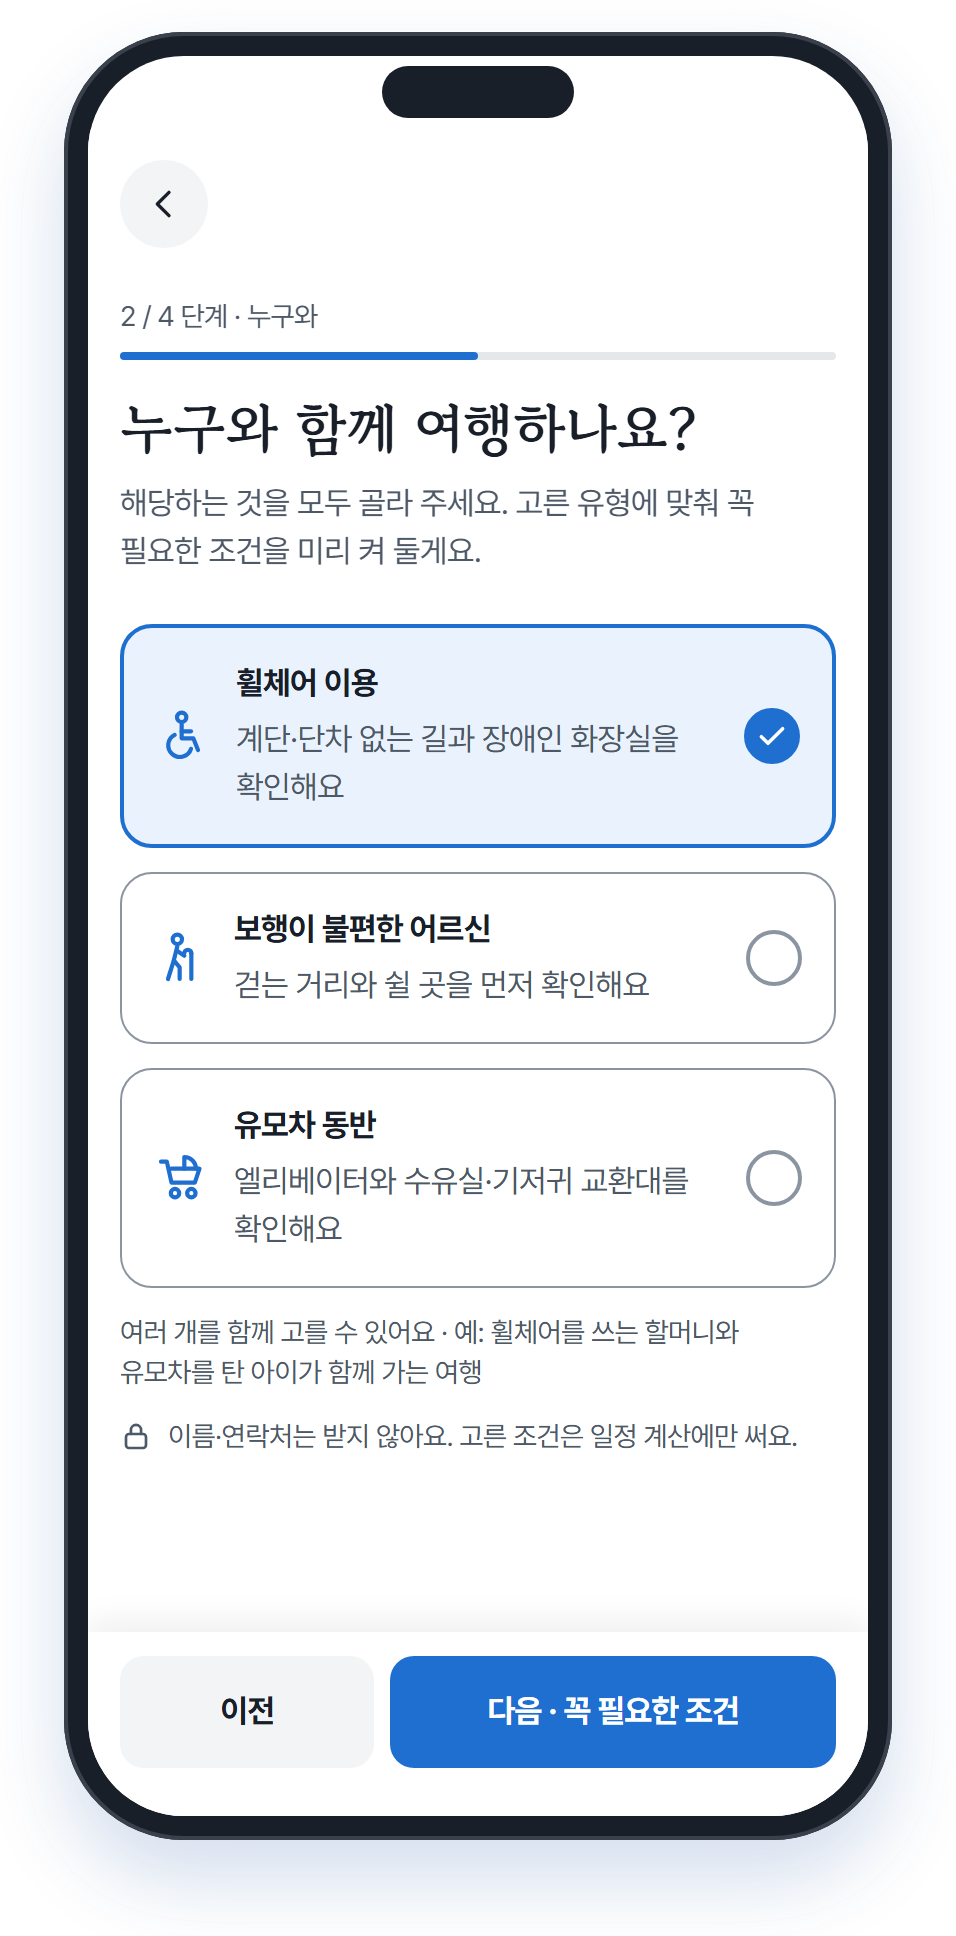 2 / 4 단계 · 누구와
누구와 함께 여행하나요?
해당하는 것을 모두 골라 주세요. 고른 유형에 맞춰 꼭
필요한 조건을 미리 켜 둘게요.
휠체어 이용
계단·단차 없는 길과 장애인 화장실을
확인해요
보행이 불편한 어르신
걷는 거리와 쉴 곳을 먼저 확인해요
유모차 동반
엘리베이터와 수유실·기저귀 교환대를
확인해요
여러 개를 함께 고를 수 있어요 · 예: 휠체어를 쓰는 할머니와
유모차를 탄 아이가 함께 가는 여행
이름·연락처는 받지 않아요. 고른 조건은 일정 계산에만 써요.
이전
다음 · 꼭 필요한 조건